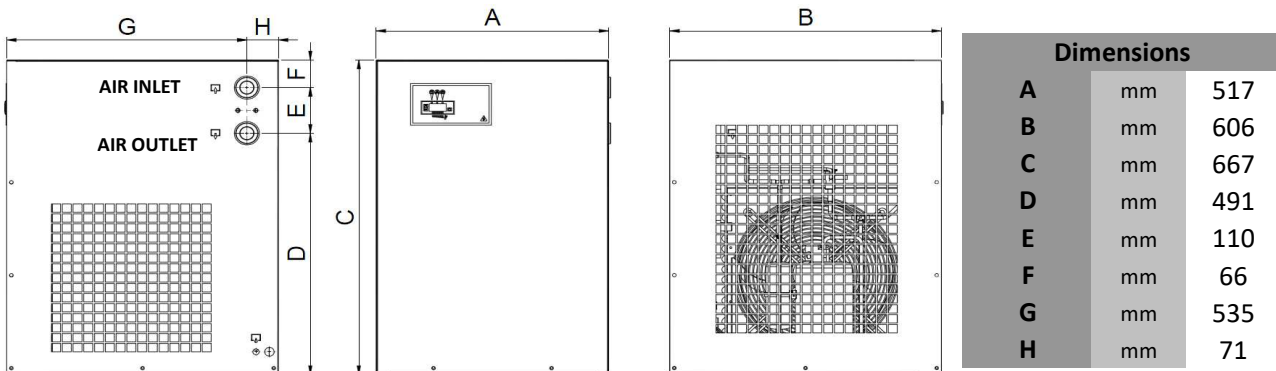 G H
A
B
F
E
D
C
AIR INLET
AIR OUTLET
Dimensions
A mm 517
B mm 606
C mm 667
D mm 491
E mm 110
F mm 66
G mm 535
H mm 71